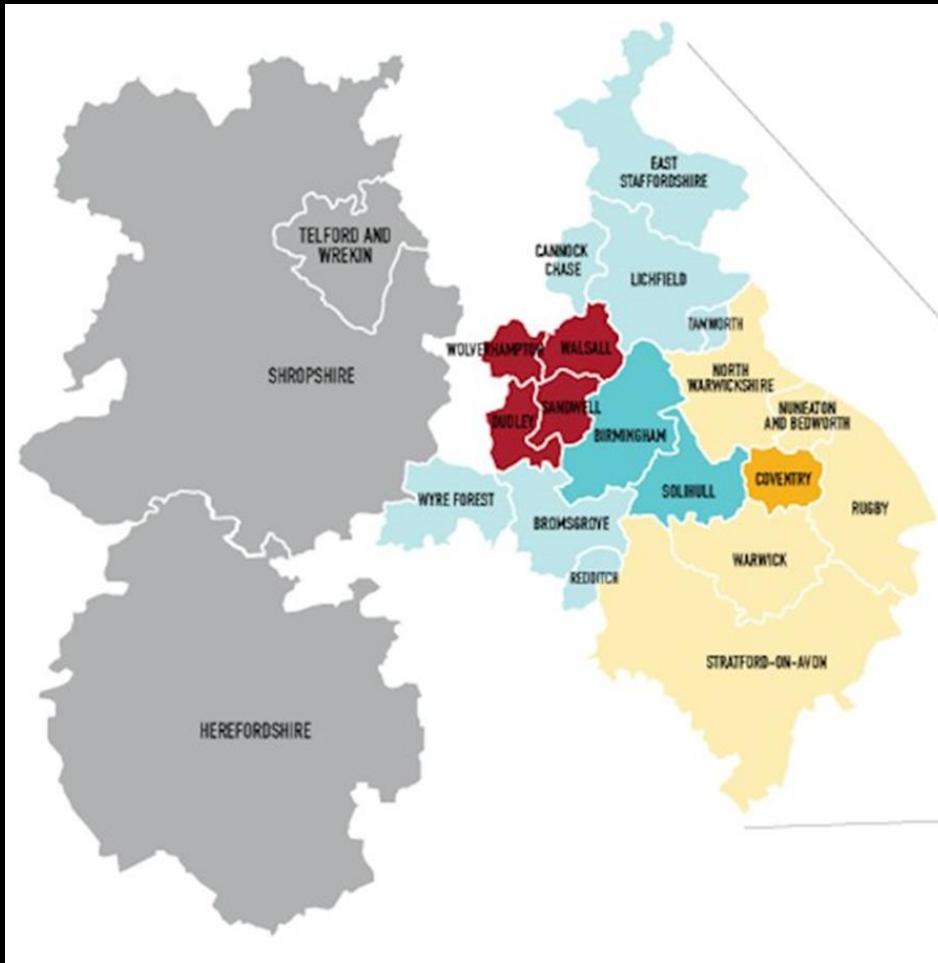 EAST
STAFFORDSHIRE
TELFORD AND
WREKIN
CANNOCK
CHASE
LICHFIELD
TAMWORTH
WOLVERHAMPTON
WALSALL
SHROPSHIRE
NORTH
WARWICKSHIRE
DUDLEY
SANDWELL
BIRMINGHAM
NUNEATON
AND BEDWORTH
WYRE FOREST
SOLIHULL
COVENTRY
BROMSGROVE
RUGBY
REDDITCH
WARWICK
STRATFORD-ON-AVON
HEREFORDSHIRE